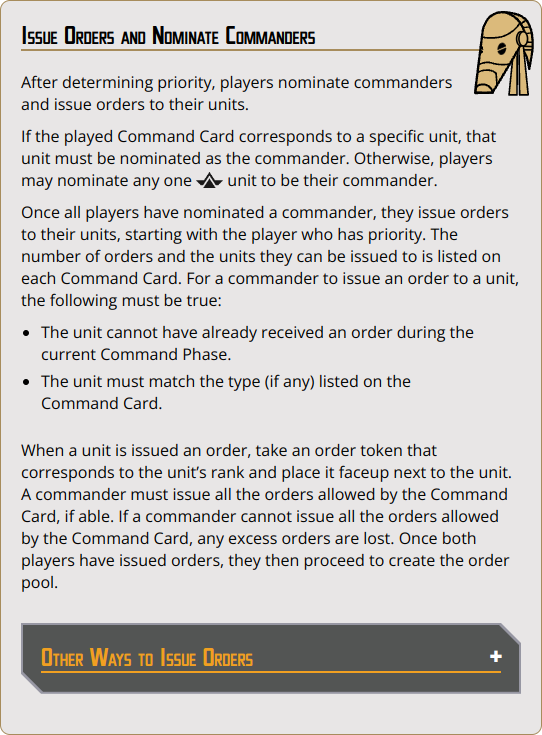 Issue Orders and Nominate Commanders
After determining priority, players nominate commanders
and issue orders to their units.
If the played Command Card corresponds to a specific unit, that
unit must be nominated as the commander. Otherwise, players
may nominate any one unit to be their commander.
Once all players have nominated a commander, they issue orders
to their units, starting with the player who has priority. The
number of orders and the units they can be issued to is listed on
each Command Card. For a commander to issue an order to a unit,
the following must be true:
• The unit cannot have already received an order during the
current Command Phase.
• The unit must match the type (if any) listed on the
Command Card.
When a unit is issued an order, take an order token that
corresponds to the unit’s rank and place it faceup next to the unit.
A commander must issue all the orders allowed by the Command
Card, if able. If a commander cannot issue all the orders allowed
by the Command Card, any excess orders are lost. Once both
players have issued orders, they then proceed to create the order
pool.
Other Ways to Issue Orders +